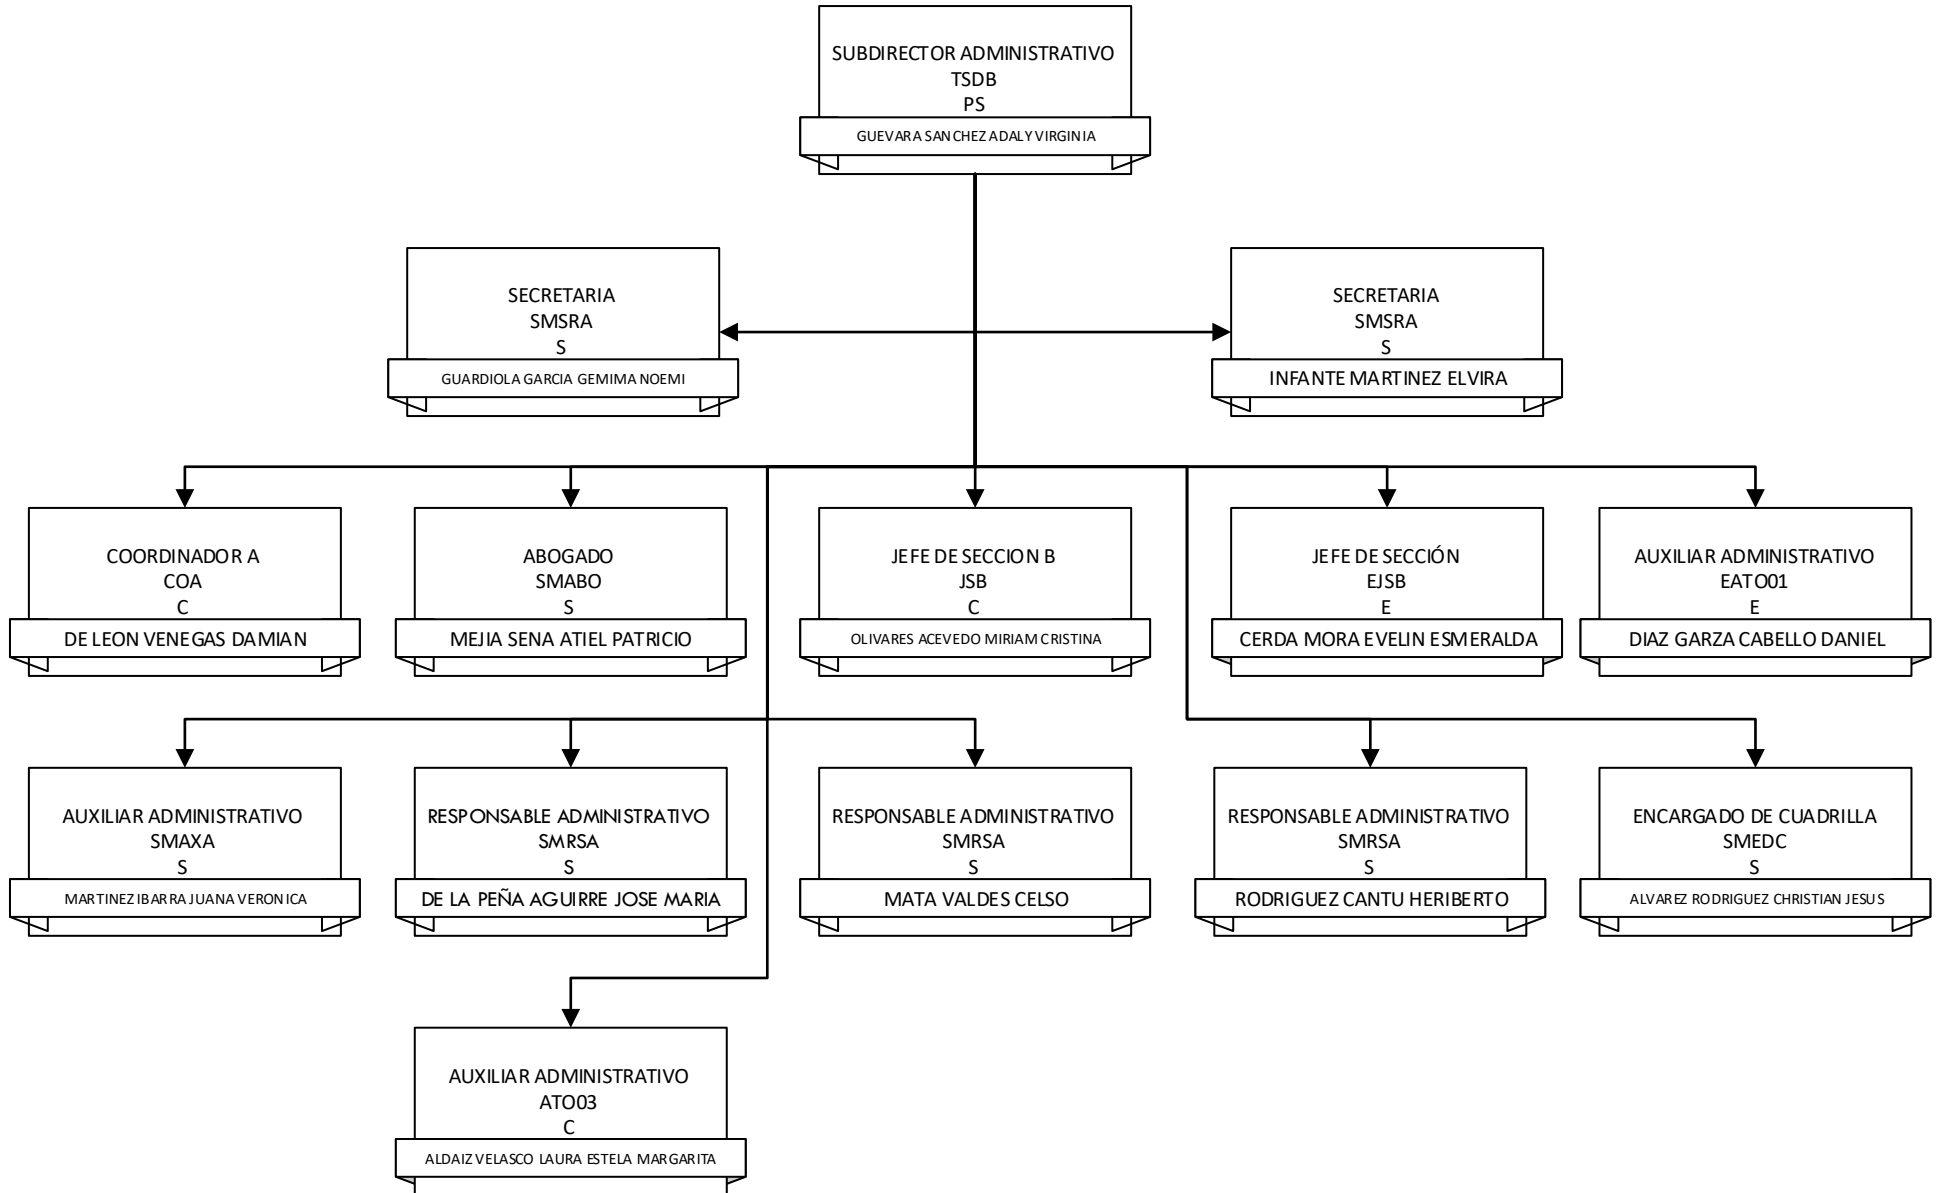 SUBDIRECTOR ADMINISTRATIVO
TSDB
PS
GUEVARA SANCHEZ ADALY VIRGINIA
SECRETARIA
SMSRA
S
GUARDIOLA GARCIA GEMIMA NOEMI
SECRETARIA
SMSRA
S
INFANTE MARTINEZ ELVIRA
COORDINADOR A
COA
C
DE LEON VENEGAS DAMIAN
ABOGADO
SMABO
S
MEJIA SENA ATIEL PATRICIO
JEFE DE SECCION B
JSB
C
OLIVARES ACEVEDO MIRIAM CRISTINA
JEFE DE SECCIÓN
EJSB
E
CERDA MORA EVELIN ESMERALDA
AUXILIAR ADMINISTRATIVO
EATO01
E
DIAZ GARZA CABELLO DANIEL
AUXILIAR ADMINISTRATIVO
SMAXA
S
MARTINEZ IBARRA JUANA VERONICA
RESPONSABLE ADMINISTRATIVO
SMRSA
S
DE LA PEÑA AGUIRRE JOSE MARIA
RESPONSABLE ADMINISTRATIVO
SMRSA
S
MATA VALDES CELSO
RESPONSABLE ADMINISTRATIVO
SMRSA
S
RODRIGUEZ CANTU HERIBERTO
ENCARGADO DE CUADRILLA
SMEDC
S
ALVAREZ RODRIGUEZ CHRISTIAN JESUS
AUXILIAR ADMINISTRATIVO
ATO03
C
ALDAIZ VELASCO LAURA ESTELA MARGARITA